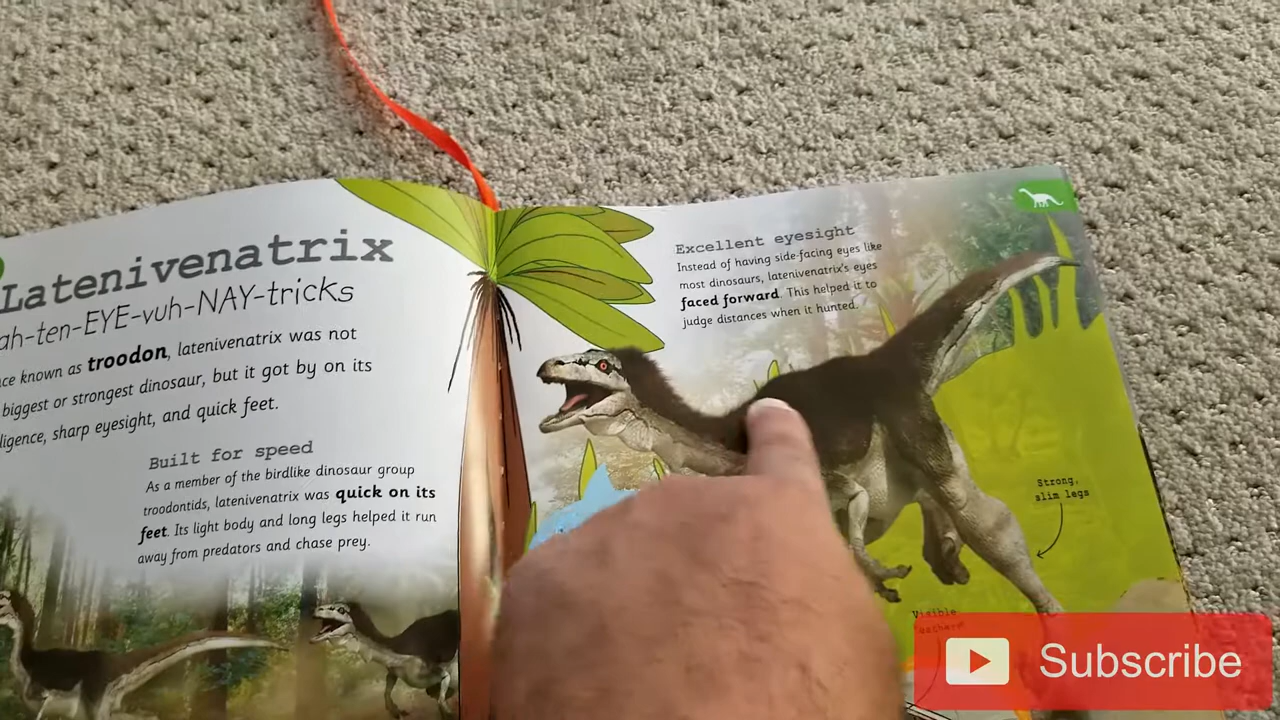 Latenivenatrix
ah-ten-EYE-vuh-NAY-tricks
known as troodon, latenivenatrix was not
biggest or strongest dinosaur, but it got by on its
sharp eyesight, and quick feet.
Built for speed
As a member of the birdlike dinosaur group
troodontids, latenivenatrix was quick on its
feet. Its light body and long legs helped it run
away from predators and chase prey.
Excellent eyesight
Instead of having side-facing eyes like
most dinosaurs, latenivenatrix's eyes
faced forward. This helped it to
judge distances when it hunted.
Strong,
slim legs
Visible
Subscribe